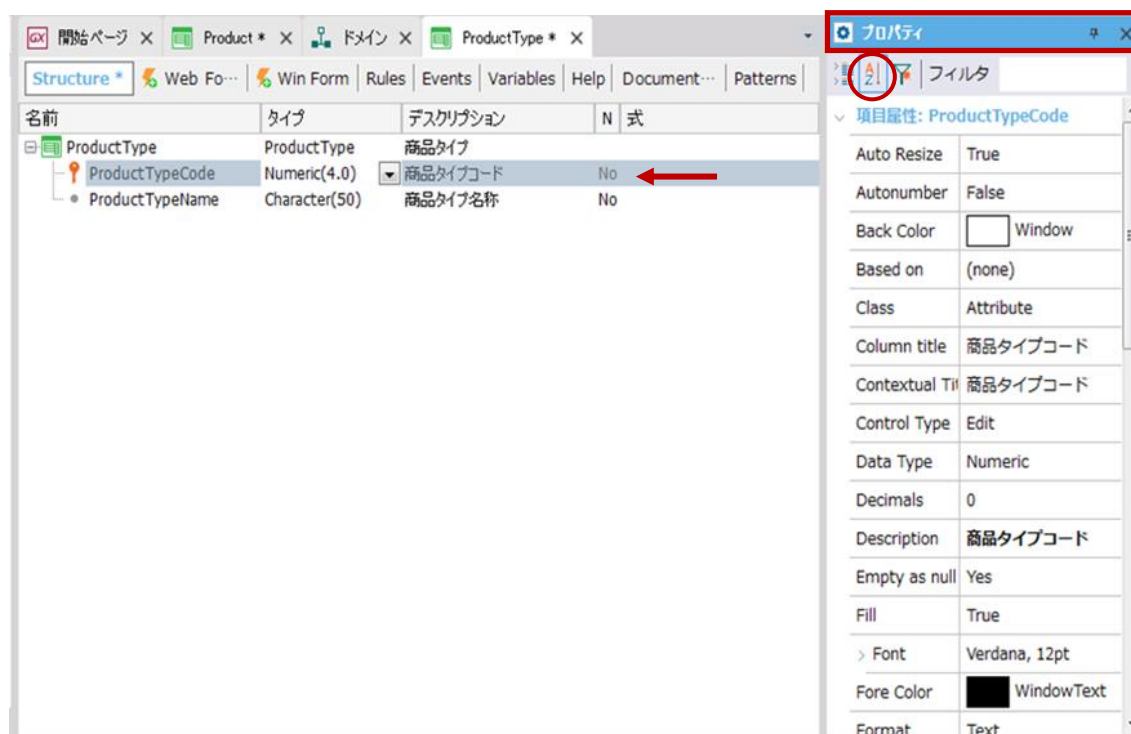 GX 開始ページ × Product * × ドメイン × ProductType * ×
Structure * Web Fo… Win Form Rules Events Variables Help Document… Patterns
名前 タイプ デスクリプション N 式
ProductType ProductType 商品タイプ
ProductTypeCode Numeric(4.0) 商品タイプコード No
ProductTypeName Character(50) 商品タイプ名称 No
プロパティ ×
A Z フィルタ
項目属性: ProductTypeCode
Auto Resize True
Autonumber False
Back Color Window
Based on (none)
Class Attribute
Column title 商品タイプコード
Contextual Tit 商品タイプコード
Control Type Edit
Data Type Numeric
Decimals 0
Description 商品タイプコード
Empty as null Yes
Fill True
> Font Verdana, 12pt
Fore Color WindowText
Format Text